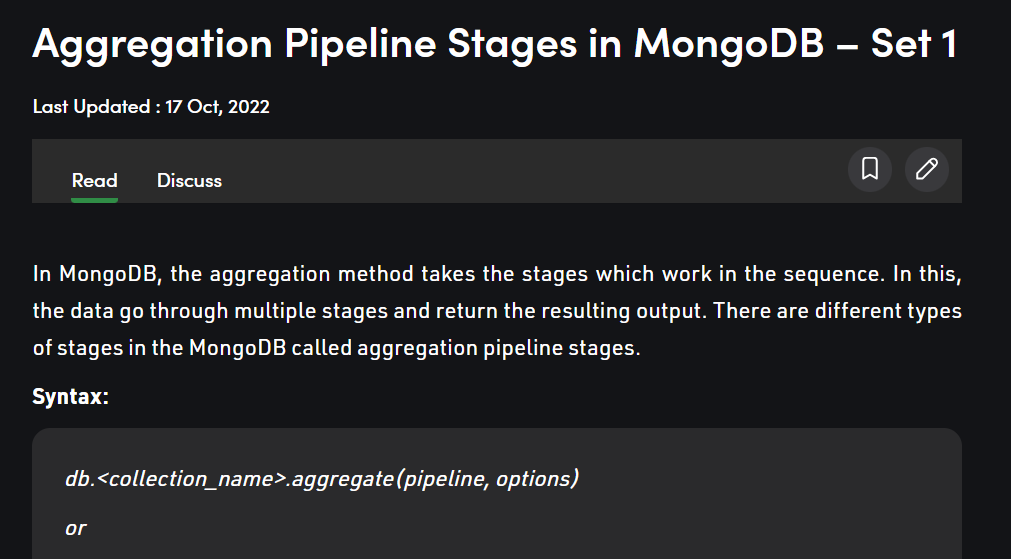 Aggregation Pipeline Stages in MongoDB – Set 1
Last Updated : 17 Oct, 2022
Read Discuss
In MongoDB, the aggregation method takes the stages which work in the sequence. In this,
the data go through multiple stages and return the resulting output. There are different types
of stages in the MongoDB called aggregation pipeline stages.
Syntax:
db.<collection_name>.aggregate(pipeline, options)
or